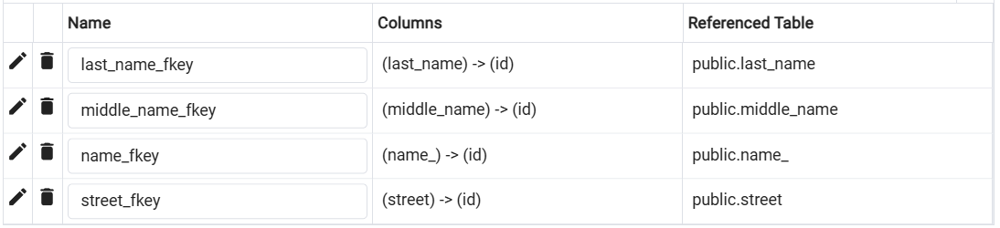 Name Columns Referenced Table
last_name_fkey (last_name) -> (id) public.last_name
middle_name_fkey (middle_name) -> (id) public.middle_name
name_fkey (name_) -> (id) public.name_
street_fkey (street) -> (id) public.street